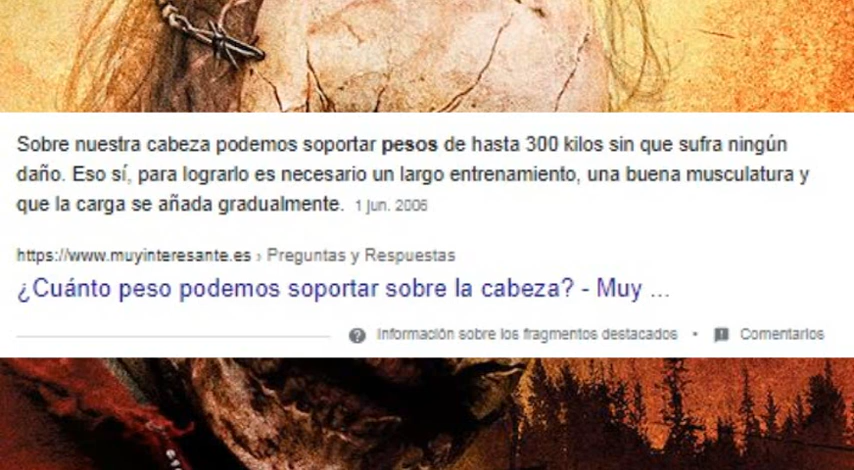 Sobre nuestra cabeza podemos soportar pesos de hasta 300 kilos sin que sufra ningún
daño. Eso sí, para lograrlo es necesario un largo entrenamiento, una buena musculatura y
que la carga se añada gradualmente. 1 jun. 2006
https://www.muyinteresante.es › Preguntas y Respuestas
¿Cuánto peso podemos soportar sobre la cabeza? - Muy ...
Información sobre los fragmentos destacados • Comentarios